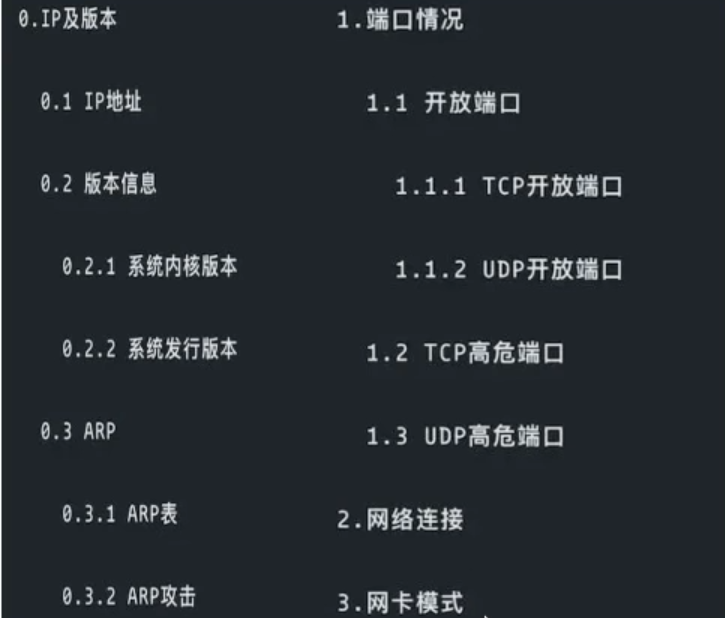 0.IP及版本
0.1 IP地址
0.2 版本信息
0.2.1 系统内核版本
0.2.2 系统发行版本
0.3 ARP
0.3.1 ARP表
0.3.2 ARP攻击
1.端口情况
1.1 开放端口
1.1.1 TCP开放端口
1.1.2 UDP开放端口
1.2 TCP高危端口
1.3 UDP高危端口
2.网络连接
3.网卡模式